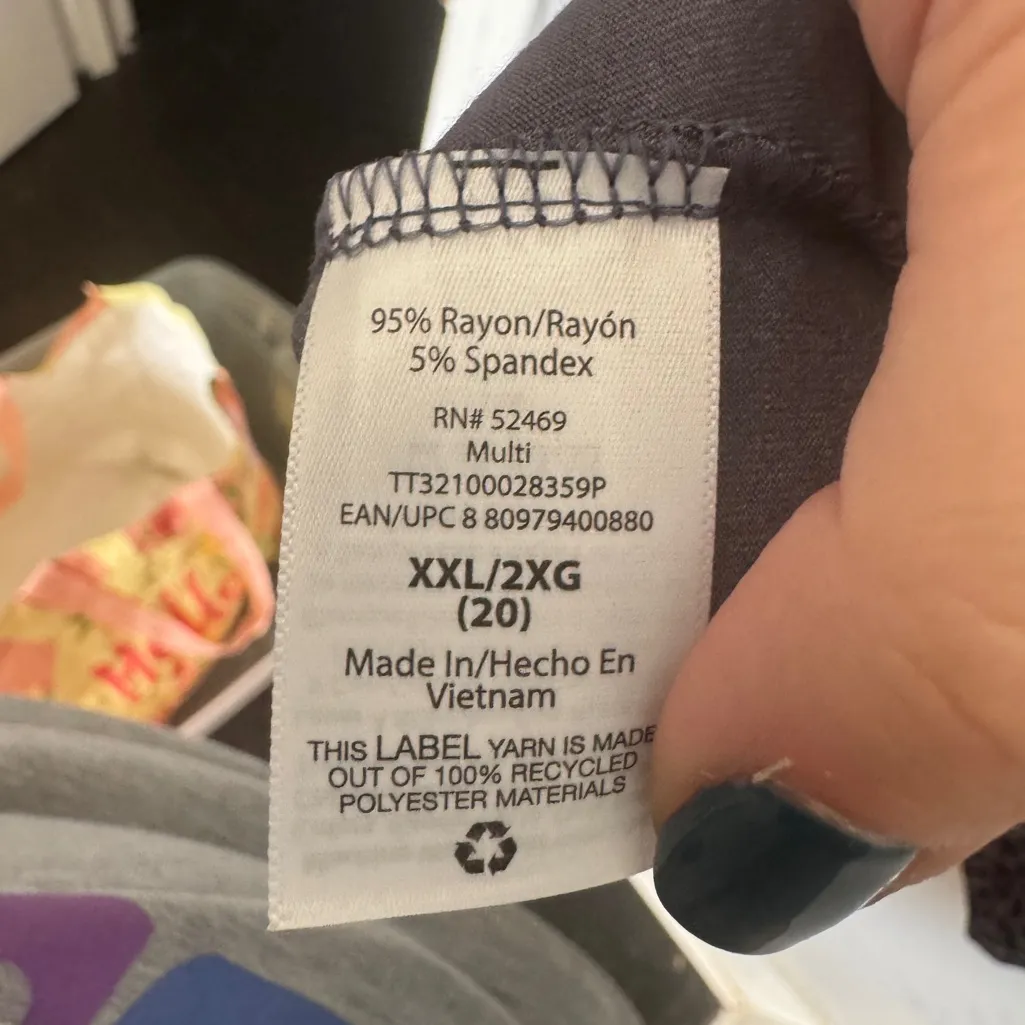 95% Rayon/Rayón
5% Spandex
RN# 52469
Multi
TT32100028359P
EAN/UPC 8 80979400880
XXL/2XG
(20)
Made In/Hecho En
Vietnam
THIS LABEL YARN IS MADE
OUT OF 100% RECYCLED
POLYESTER MATERIALS